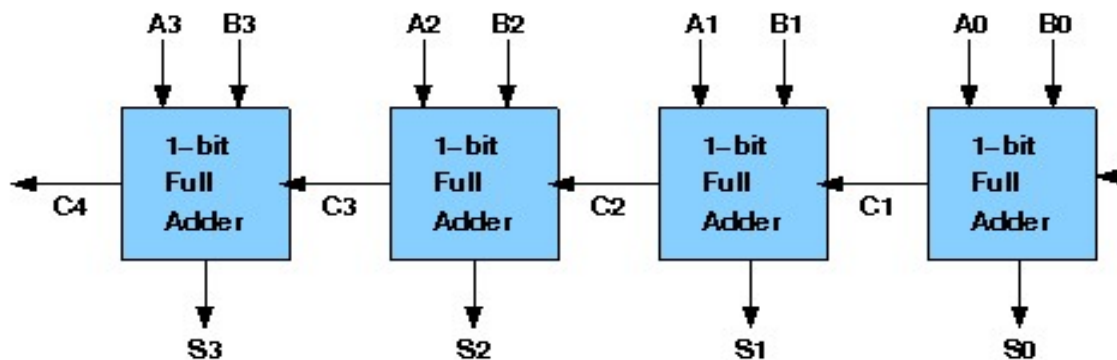 A3 B3 A2 B2 A1 B1 A0 B0
1-bit Full Adder
1-bit Full Adder
1-bit Full Adder
1-bit Full Adder
C4 C3 C2 C1
S3 S2 S1 S0